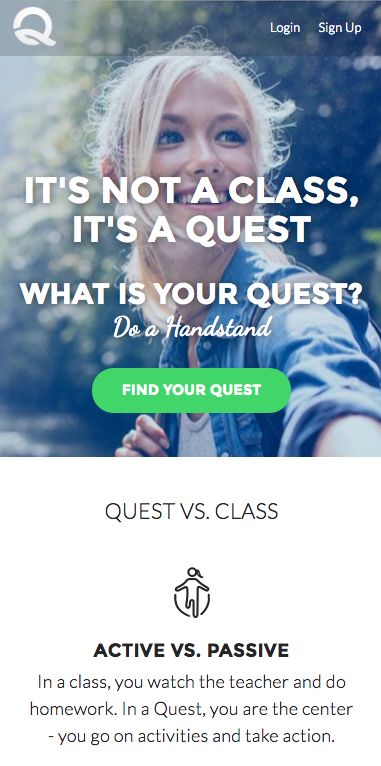 Q
Login Sign Up
IT'S NOT A CLASS,
IT'S A QUEST
WHAT IS YOUR QUEST?
Do a Handstand
FIND YOUR QUEST
QUEST VS. CLASS
ACTIVE VS. PASSIVE
In a class, you watch the teacher and do
homework. In a Quest, you are the center
- you go on activities and take action.